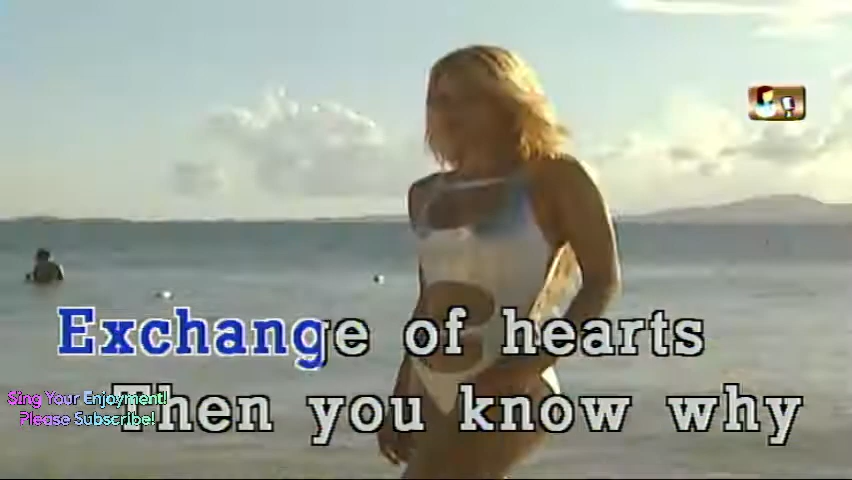 Exchange of hearts
Then you know why
Sing Your Enjoyment!
Please Subscribe!